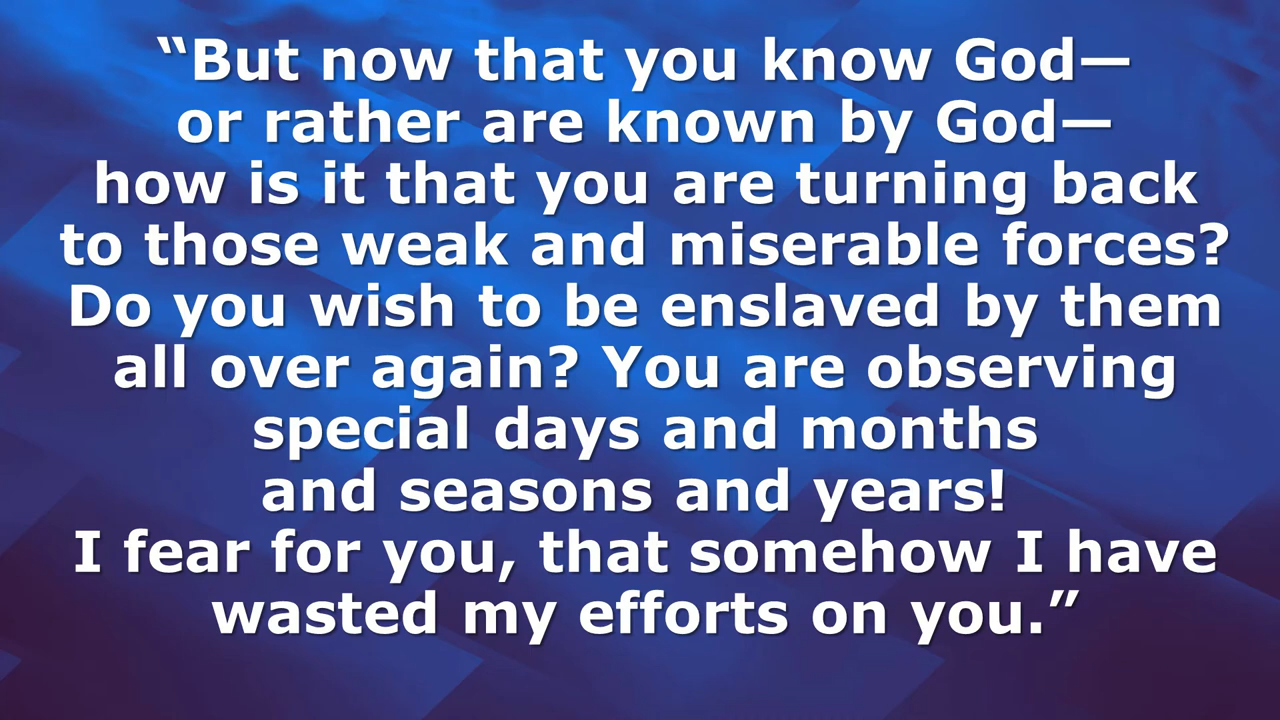 “But now that you know God—
or rather are known by God—
how is it that you are turning back
to those weak and miserable forces?
Do you wish to be enslaved by them
all over again? You are observing
special days and months
and seasons and years!
I fear for you, that somehow I have
wasted my efforts on you.”